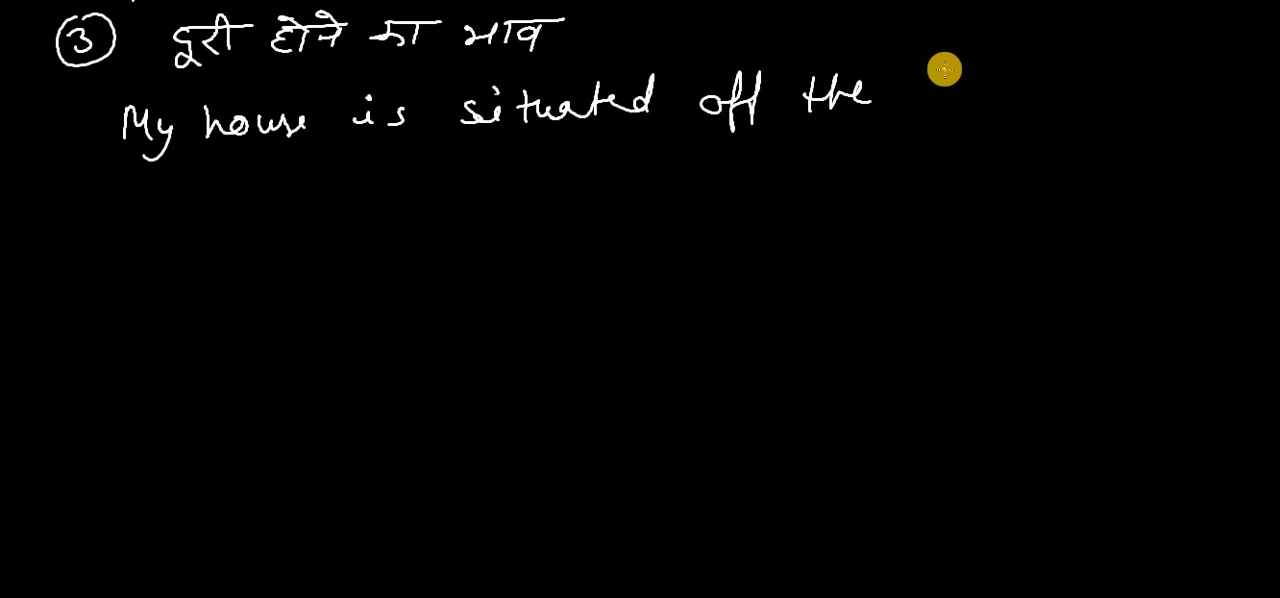 ③ दूरी होने का भाव
My house is situated off the